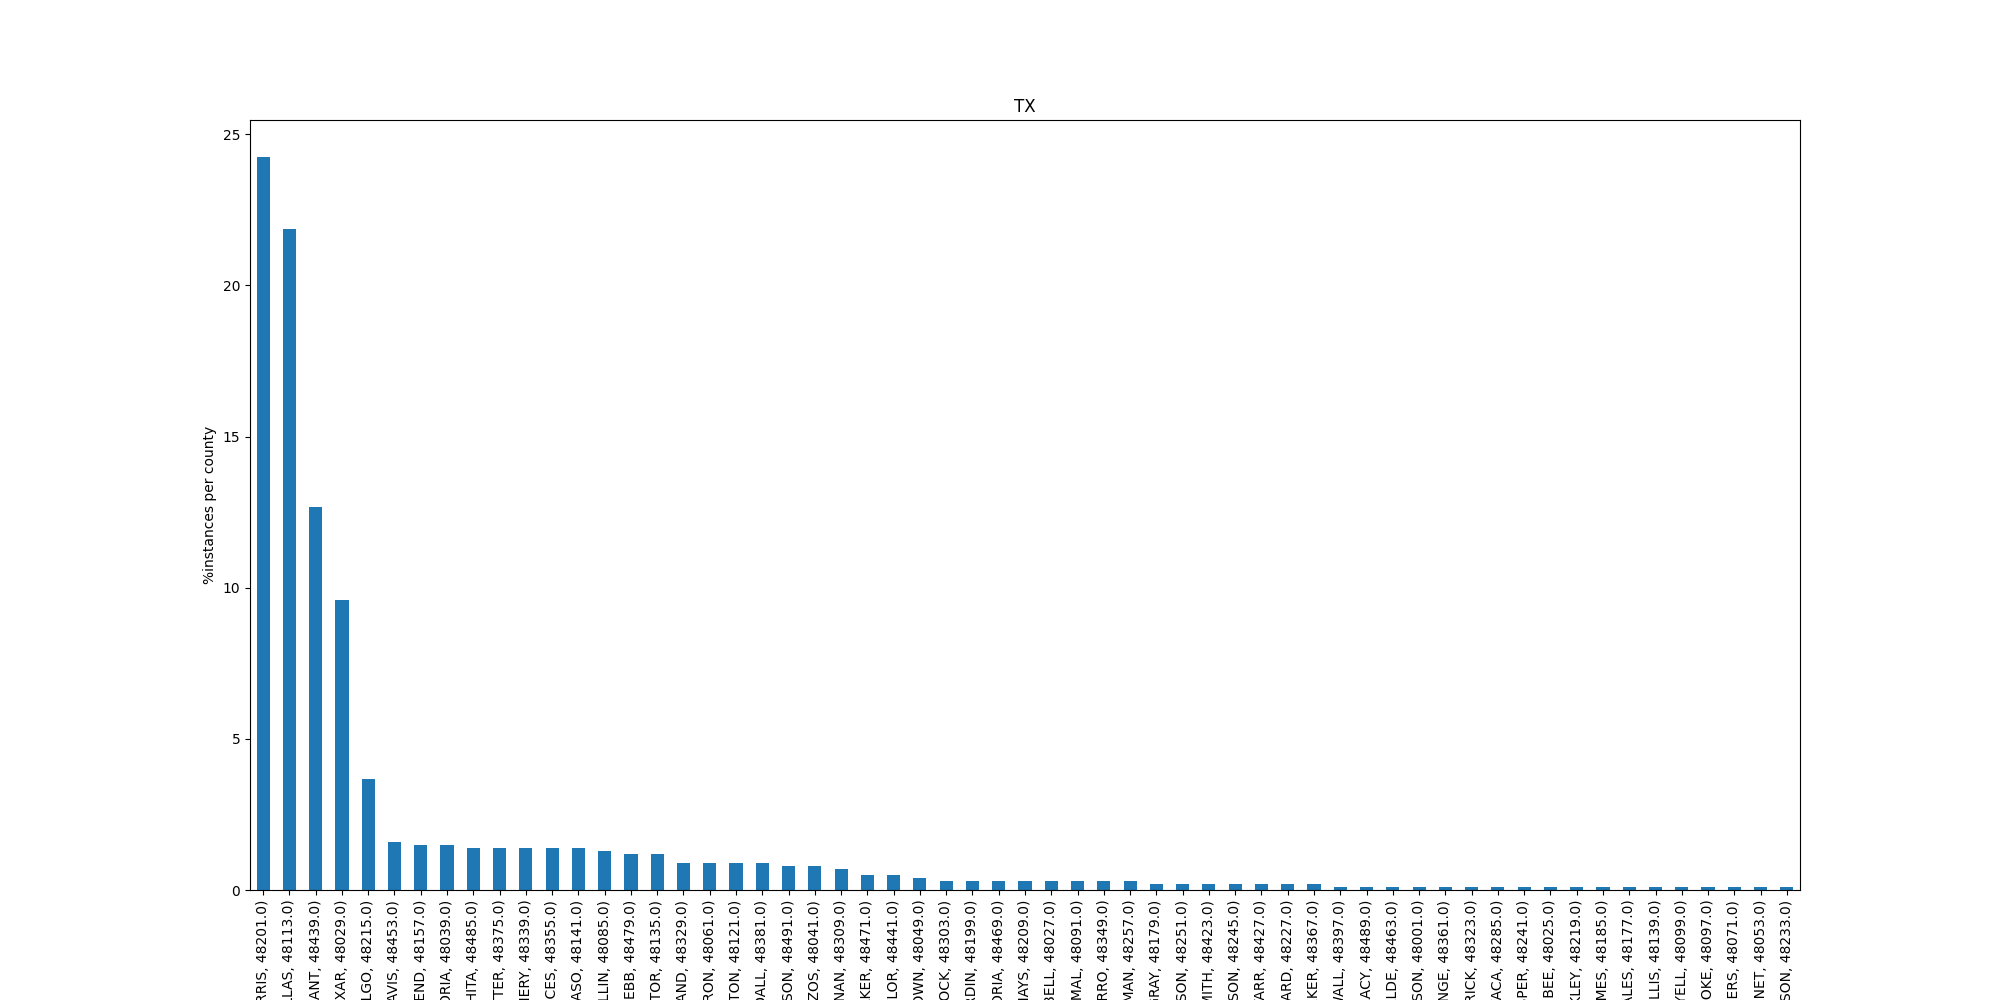 TX
%instances per county
25
20
15
10
5
0
RRIS, 48201.0)
LLAS, 48113.0)
ANT, 48439.0)
XAR, 48029.0)
LGO, 48215.0)
AVIS, 48453.0)
END, 48157.0)
ORIA, 48039.0)
HITA, 48485.0)
TTER, 48375.0)
ERY, 48339.0)
CES, 48355.0)
ASO, 48141.0)
LLIN, 48085.0)
EBB, 48479.0)
TOR, 48135.0)
AND, 48329.0)
RON, 48061.0)
TON, 48121.0)
DALL, 48381.0)
SON, 48491.0)
ZOS, 48041.0)
NAN, 48309.0)
KER, 48471.0)
LOR, 48441.0)
OWN, 48049.0)
OCK, 48303.0)
RDIN, 48199.0)
ORIA, 48469.0)
HAYS, 48209.0)
BELL, 48027.0)
MAL, 48091.0)
RRO, 48349.0)
MAN, 48257.0)
GRAY, 48179.0)
SON, 48251.0)
MITH, 48423.0)
SON, 48245.0)
ARR, 48427.0)
ARD, 48227.0)
KER, 48367.0)
WALL, 48397.0)
ACY, 48489.0)
LDE, 48463.0)
SON, 48001.0)
NGE, 48361.0)
RICK, 48323.0)
ACA, 48285.0)
PER, 48241.0)
BEE, 48025.0)
KLEY, 48219.0)
MES, 48185.0)
ALES, 48177.0)
LLIS, 48139.0)
YELL, 48099.0)
OKE, 48097.0)
ERS, 48071.0)
NET, 48053.0)
SON, 48233.0)